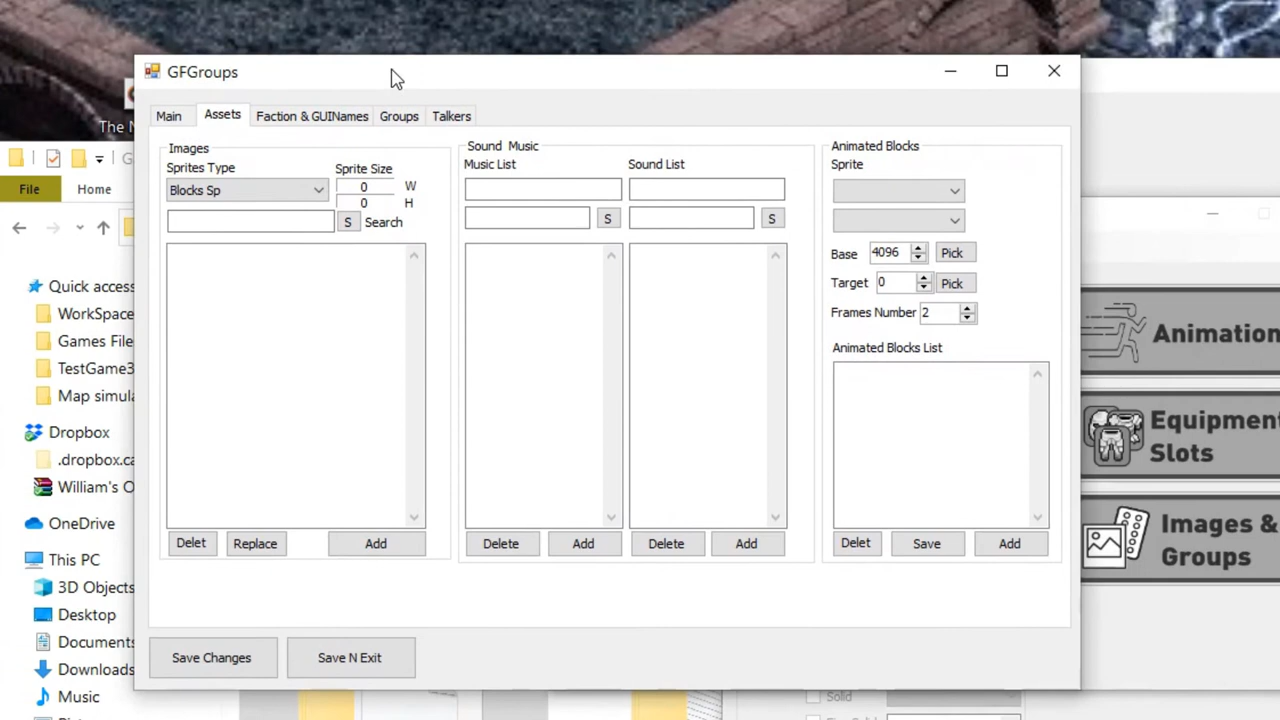 GFGroups
The N
Main
Assets
Faction & GUINames
Groups
Talkers
File
Home
Quick access
WorkSpace
Games File
TestGame3
Map simula
Dropbox
.dropbox.ca
William's O
OneDrive
This PC
3D Objects
Desktop
Documents
Downloads
Music
Images
Sprites Type
Sprite Size
Blocks Sp
0 W
0 H
S Search
Delet
Replace
Add
Sound Music
Music List
Sound List
S
S
Delete
Add
Delete
Add
Animated Blocks
Sprite
Base 4096 Pick
Target 0 Pick
Frames Number 2
Animated Blocks List
Delet
Save
Add
Save Changes
Save N Exit
Animation
Equipment
Slots
Images &
Groups
Solid